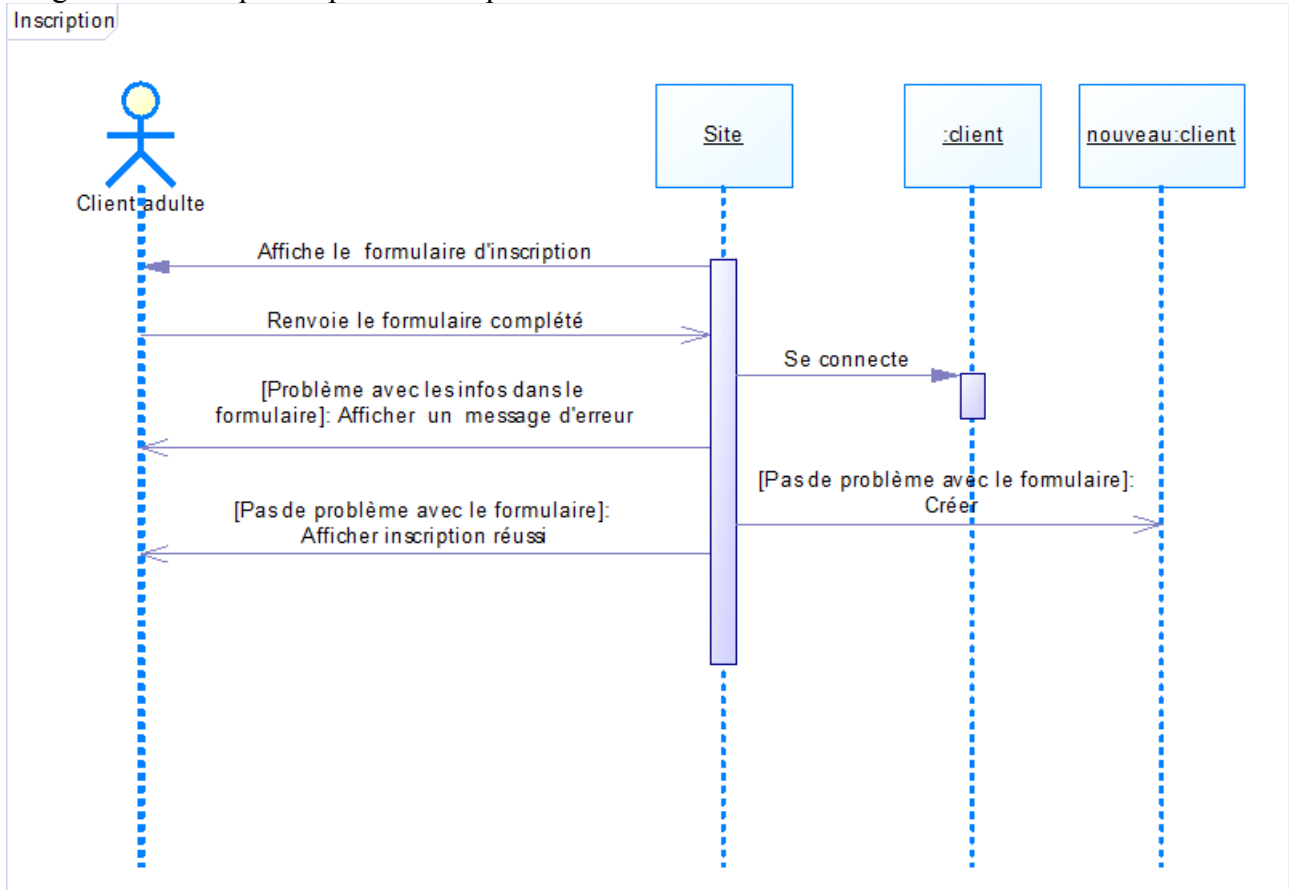 Inscription
Site
:client
nouveau:client
Client adulte
Affiche le formulaire d'inscription
Renvoie le formulaire complété
Se connecte
[Problème avec les infos dans le
formulaire]: Afficher un message d'erreur
[Pas de problème avec le formulaire]:
Créer
[Pas de problème avec le formulaire]:
Afficher inscription réussi